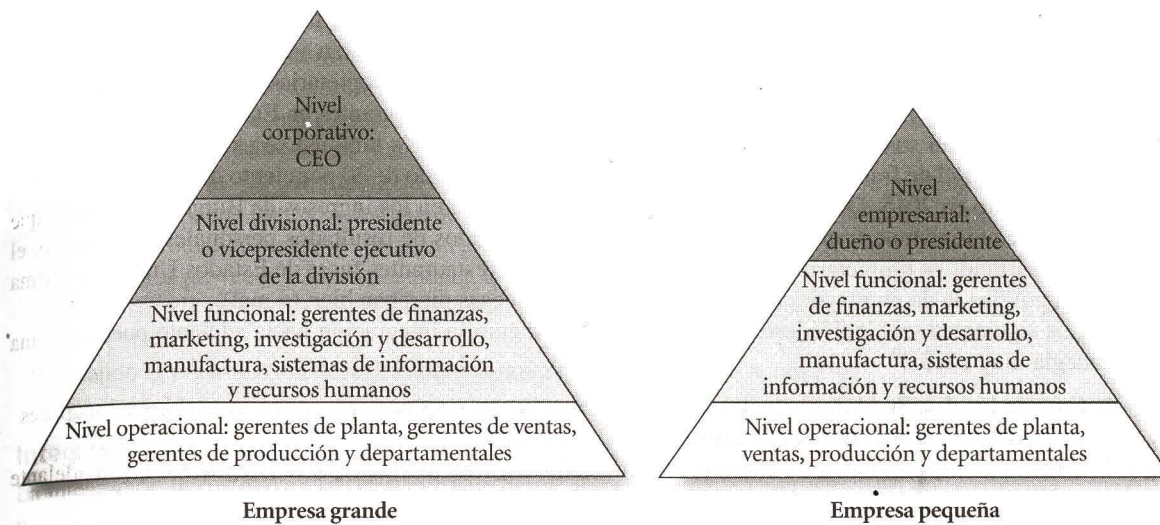 Nivel
corporativo:
CEO
Nivel divisional: presidente
o vicepresidente ejecutivo
de la división
Nivel funcional: gerentes de finanzas,
marketing, investigación y desarrollo,
manufactura, sistemas de información
y recursos humanos
Nivel operacional: gerentes de planta, gerentes de ventas,
gerentes de producción y departamentales
Empresa grande
Nivel
empresarial:
dueño o presidente
Nivel funcional: gerentes
de finanzas, marketing,
investigación y desarrollo,
manufactura, sistemas de
información y recursos humanos
Nivel operacional: gerentes de planta,
ventas, producción y departamentales
Empresa pequeña